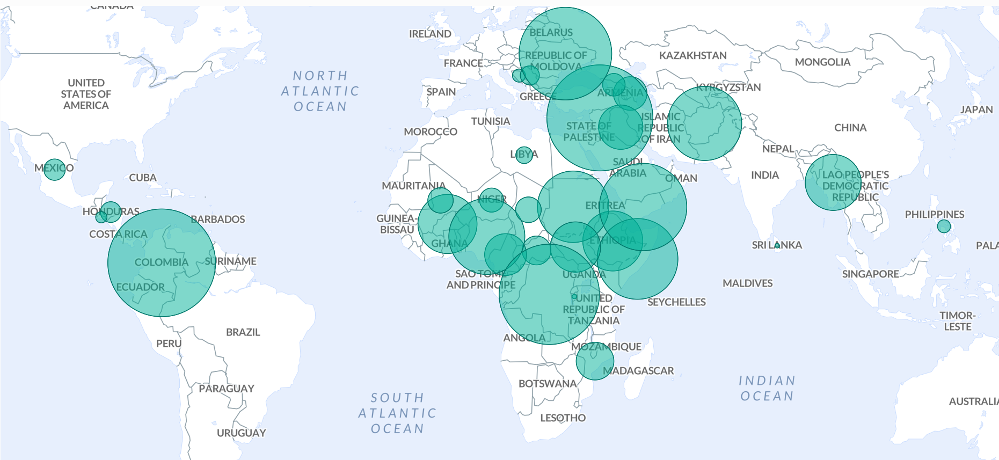 CANADA
IRELAND
BELARUS
FRANCE
REPUBLIC OF
MOLDOVA
KAZAKHSTAN
MONGOLIA
NORTH
ATLANTIC
OCEAN
UNITED
STATES OF
AMERICA
SPAIN
GREECE
ARMENIA
KYRGYZSTAN
JAPAN
TUNISIA
MOROCCO
STATE OF
PALESTINE
ISLAMIC
REPUBLIC
OF IRAN
CHINA
NEPAL
LIBYA
MEXICO
CUBA
SAUDI
ARABIA
OMAN
INDIA
LAO PEOPLE'S
DEMOCRATIC
REPUBLIC
MAURITANIA
NIGER
ERITREA
HONDURAS
BARBADOS
GUINEA-
BISSAU
PHILIPPINES
COSTA RICA
GHANA
ETHIOPIA
SRI LANKA
PALA
COLOMBIA
SURINAME
SAO TOME
AND PRINCIPE
UGANDA
SINGAPORE
MALDIVES
ECUADOR
UNITED
REPUBLIC OF
TANZANIA
SEYCHELLES
TIMOR-
LESTE
BRAZIL
PERU
ANGOLA
MOZAMBIQUE
MADAGASCAR
BOTSWANA
PARAGUAY
INDIAN
OCEAN
SOUTH
ATLANTIC
OCEAN
AUSTRALIA
LESOTHO
URUGUAY